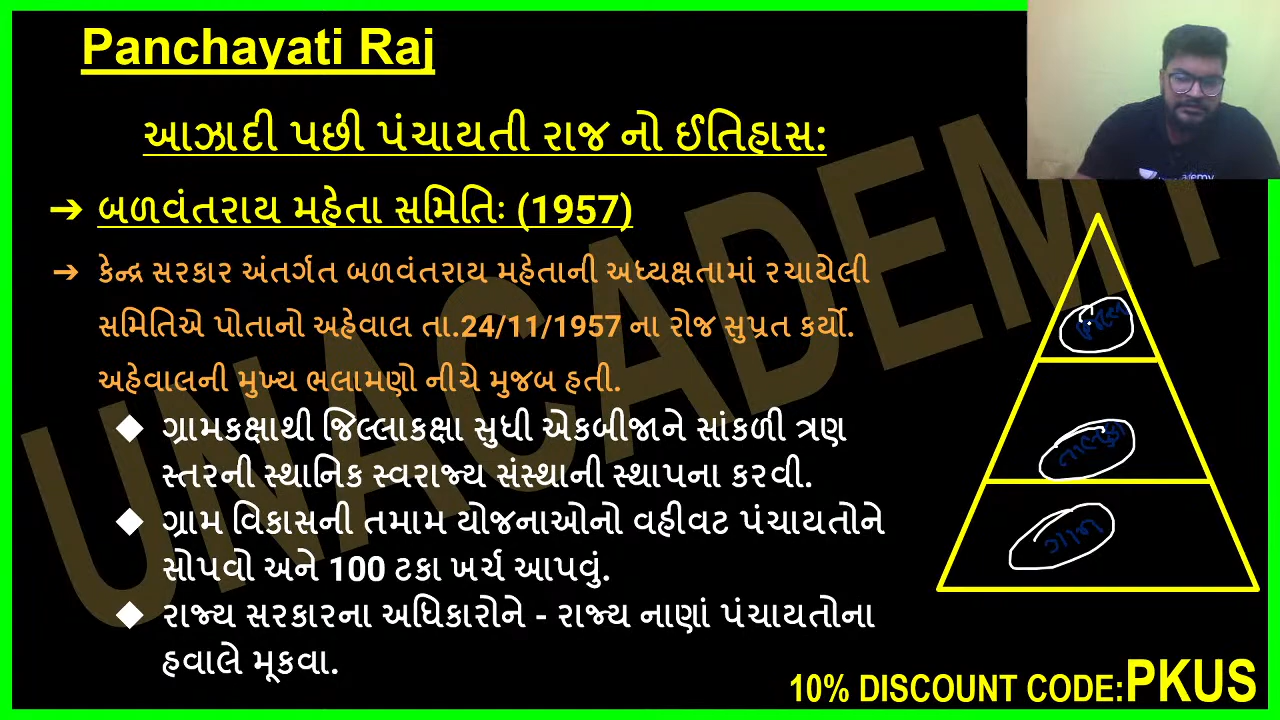 Panchayati Raj
આઝાદી પછી પંચાયતી રાજ નો ઈતિહાસ:
➔ બળવંતરાય મહેતા સમિતિઃ (1957)
➔ કેન્દ્ર સરકાર અંતર્ગત બળવંતરાય મહેતાની અધ્યક્ષતામાં રચાયેલી
સમિતિએ પોતાનો અહેવાલ તા.24/11/1957 ના રોજ સુપ્રત કર્યો.
અહેવાલની મુખ્ય ભલામણો નીચે મુજબ હતી.
◆ ગ્રામકક્ષાથી જિલ્લાકક્ષા સુધી એકબીજાને સાંકળી ત્રણ
સ્તરની સ્થાનિક સ્વરાજ્ય સંસ્થાની સ્થાપના કરવી.
◆ ગ્રામ વિકાસની તમામ યોજનાઓનો વહીવટ પંચાયતોને
સોપવો અને 100 ટકા ખર્ચ આપવું.
◆ રાજ્ય સરકારના અધિકારોને - રાજ્ય નાણાં પંચાયતોના
હવાલે મૂકવા.
તાલુકા
ગામ
UNACADEMY
10% DISCOUNT CODE:PKUS